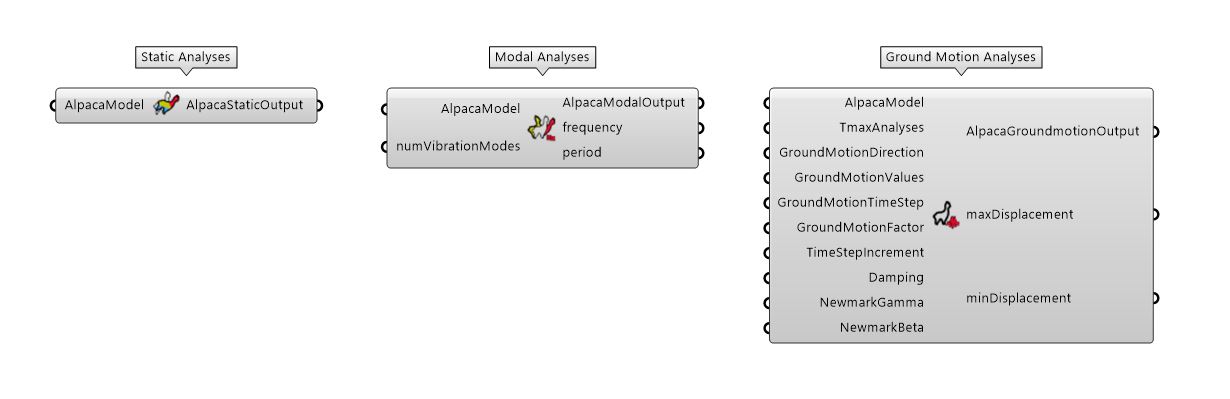 Static Analyses
AlpacaModel
AlpacaStaticOutput
Modal Analyses
AlpacaModel
numVibrationModes
AlpacaModalOutput
frequency
period
Ground Motion Analyses
AlpacaModel
TmaxAnalyses
GroundMotionDirection
GroundMotionValues
GroundMotionTimeStep
GroundMotionFactor
TimeStepIncrement
Damping
NewmarkGamma
NewmarkBeta
AlpacaGroundmotionOutput
maxDisplacement
minDisplacement